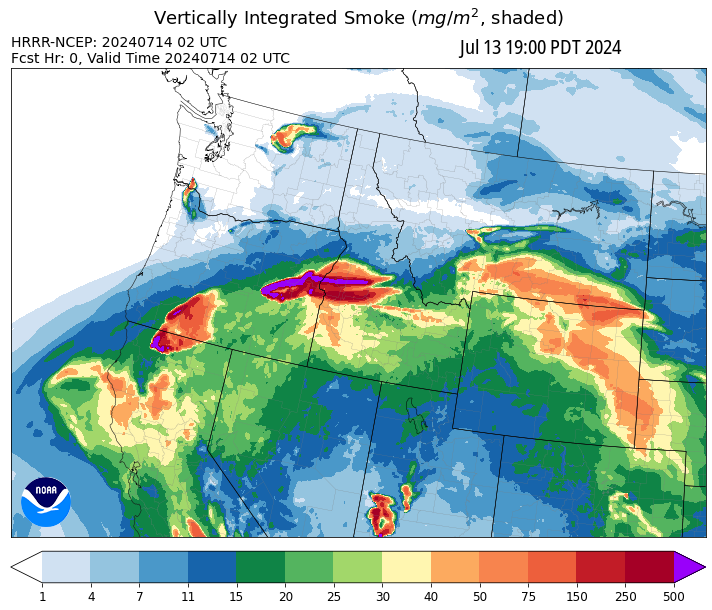 Vertically Integrated Smoke (mg/m², shaded)
HRRR-NCEP: 20240714 02 UTC
Jul 13 19:00 PDT 2024
Fcst Hr: 0, Valid Time 20240714 02 UTC
NOAA
1 4 7 11 15 20 25 30 40 50 75 150 250 500